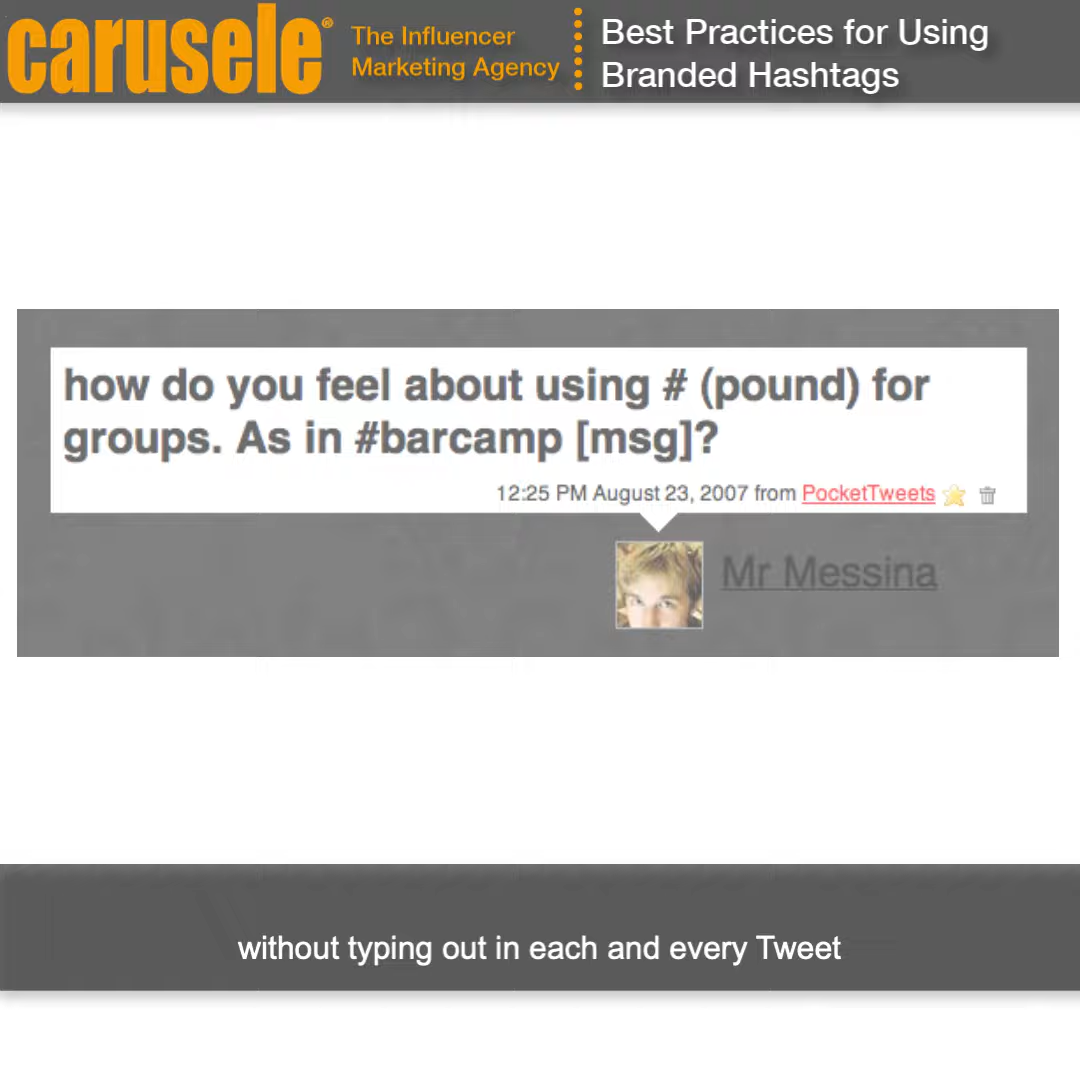 carusele®
The Influencer
Marketing Agency
Best Practices for Using
Branded Hashtags
how do you feel about using # (pound) for
groups. As in #barcamp [msg]?
12:25 PM August 23, 2007 from PocketTweets
Mr Messina
without typing out in each and every Tweet